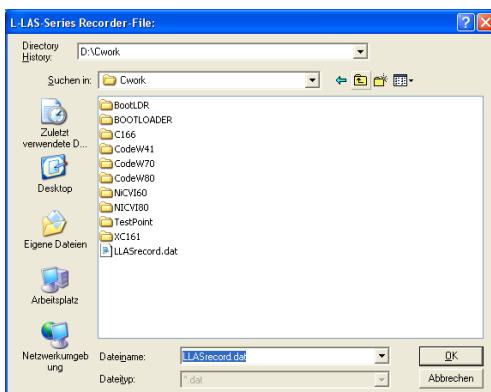 L-LAS-Series Recorder-File:
Directory
History:
D:\Cwork
Suchen in:
Cwork
Zuletzt
verwendete D...
Desktop
Eigene Dateien
Arbeitsplatz
Netzwerkumgeb
ung
BootLDR
BOOTLOADER
C166
CodeW41
CodeW70
CodeW80
NiCVI60
NICVI80
TestPoint
XC161
LLASrecord.dat
Dateiname:
LLASrecord.dat
OK
Dateityp:
*.dat
Abbrechen